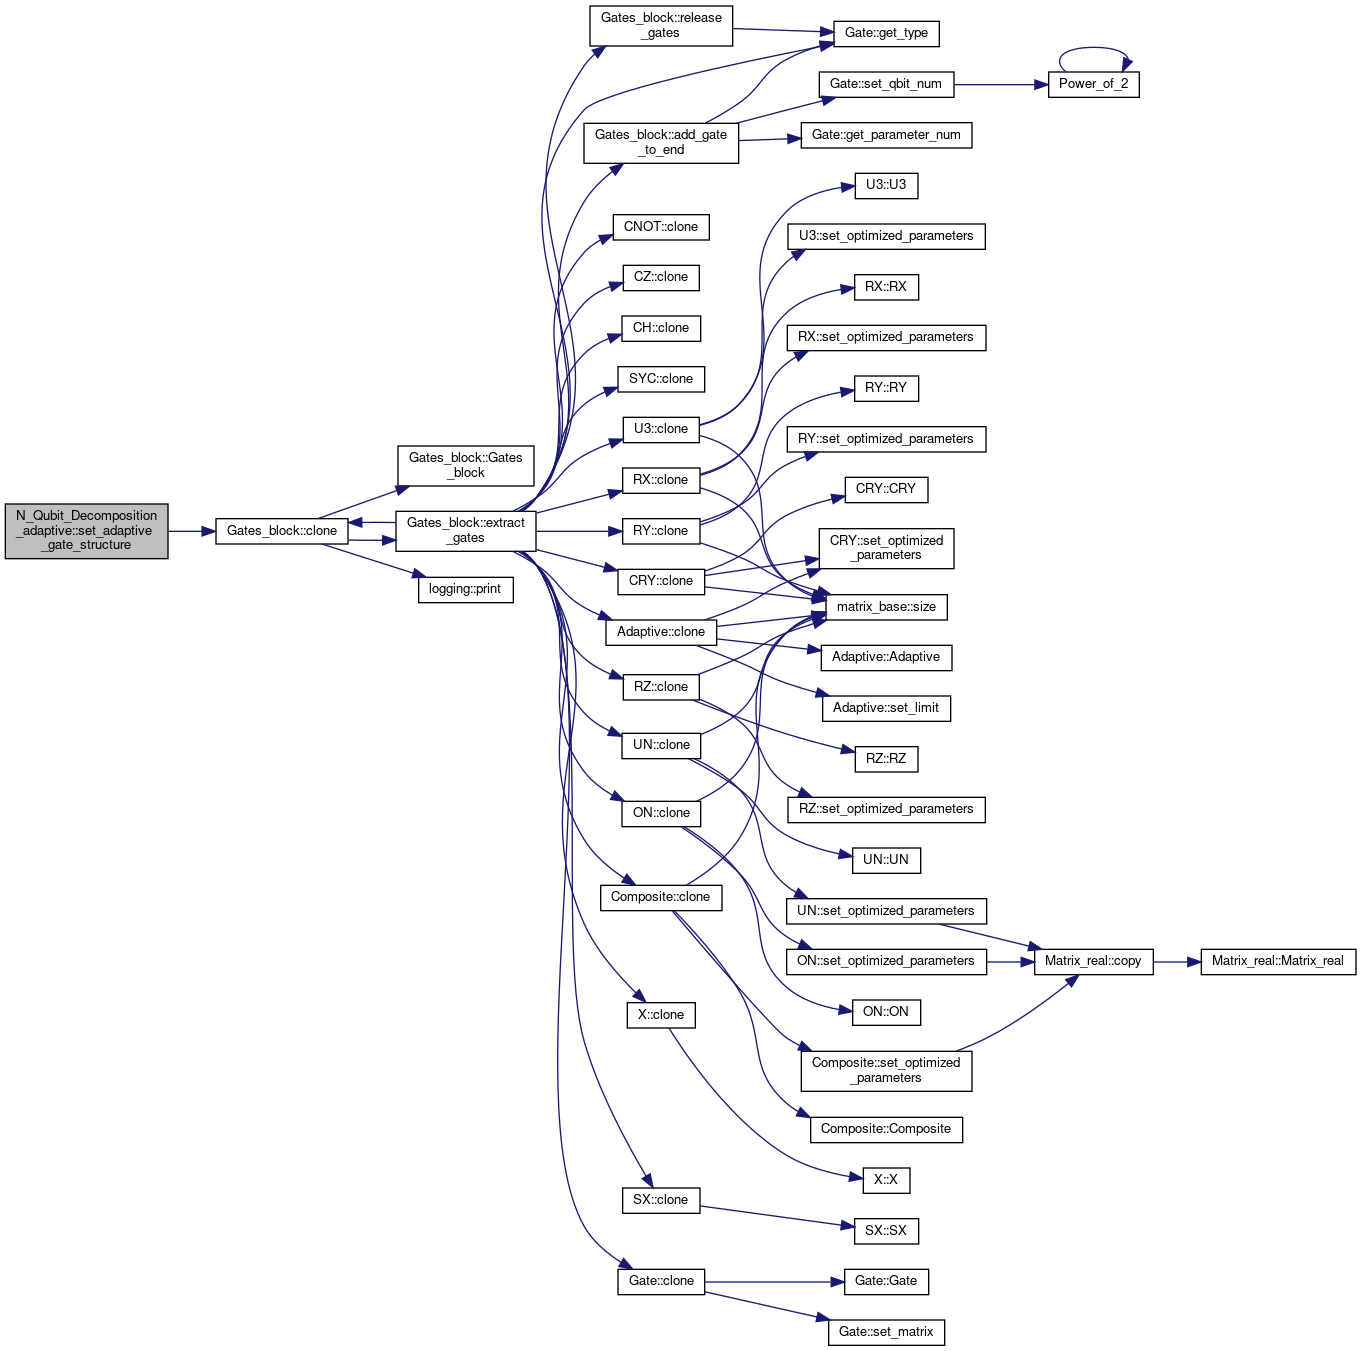 N_Qubit_Decomposition
_adaptive::set_adaptive
_gate_structure
Gates_block::clone
Gates_block::Gates
_block
Gates_block::extract
_gates
logging::print
Gates_block::release
_gates
Gates_block::add_gate
_to_end
CNOT::clone
CZ::clone
CH::clone
SYC::clone
U3::clone
RX::clone
RY::clone
CRY::clone
Adaptive::clone
RZ::clone
UN::clone
ON::clone
Composite::clone
X::clone
SX::clone
Gate::clone
Gate::get_type
Gate::set_qbit_num
Gate::get_parameter_num
U3::U3
U3::set_optimized_parameters
RX::RX
RX::set_optimized_parameters
RY::RY
RY::set_optimized_parameters
CRY::CRY
CRY::set_optimized
_parameters
matrix_base::size
Adaptive::Adaptive
Adaptive::set_limit
RZ::RZ
RZ::set_optimized_parameters
UN::UN
UN::set_optimized_parameters
ON::set_optimized_parameters
ON::ON
Composite::set_optimized
_parameters
Composite::Composite
X::X
SX::SX
Gate::Gate
Gate::set_matrix
Power_of_2
Matrix_real::copy
Matrix_real::Matrix_real